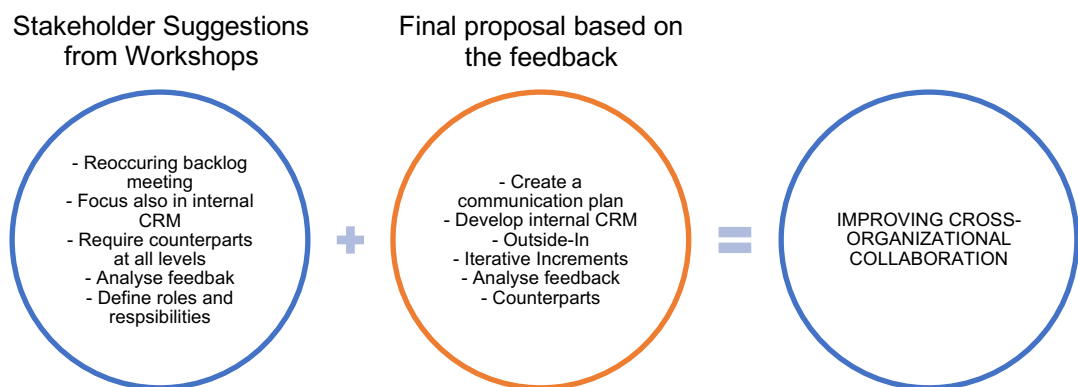 Stakeholder Suggestions
from Workshops
- Reoccuring backlog
meeting
- Focus also in internal
CRM
- Require counterparts
at all levels
- Analyse feedbak
- Define roles and
respsibilities
+
Final proposal based on
the feedback
- Create a
communication plan
- Develop internal CRM
- Outside-In
- Iterative Increments
- Analyse feedback
- Counterparts
=
IMPROVING CROSS-
ORGANIZATIONAL
COLLABORATION